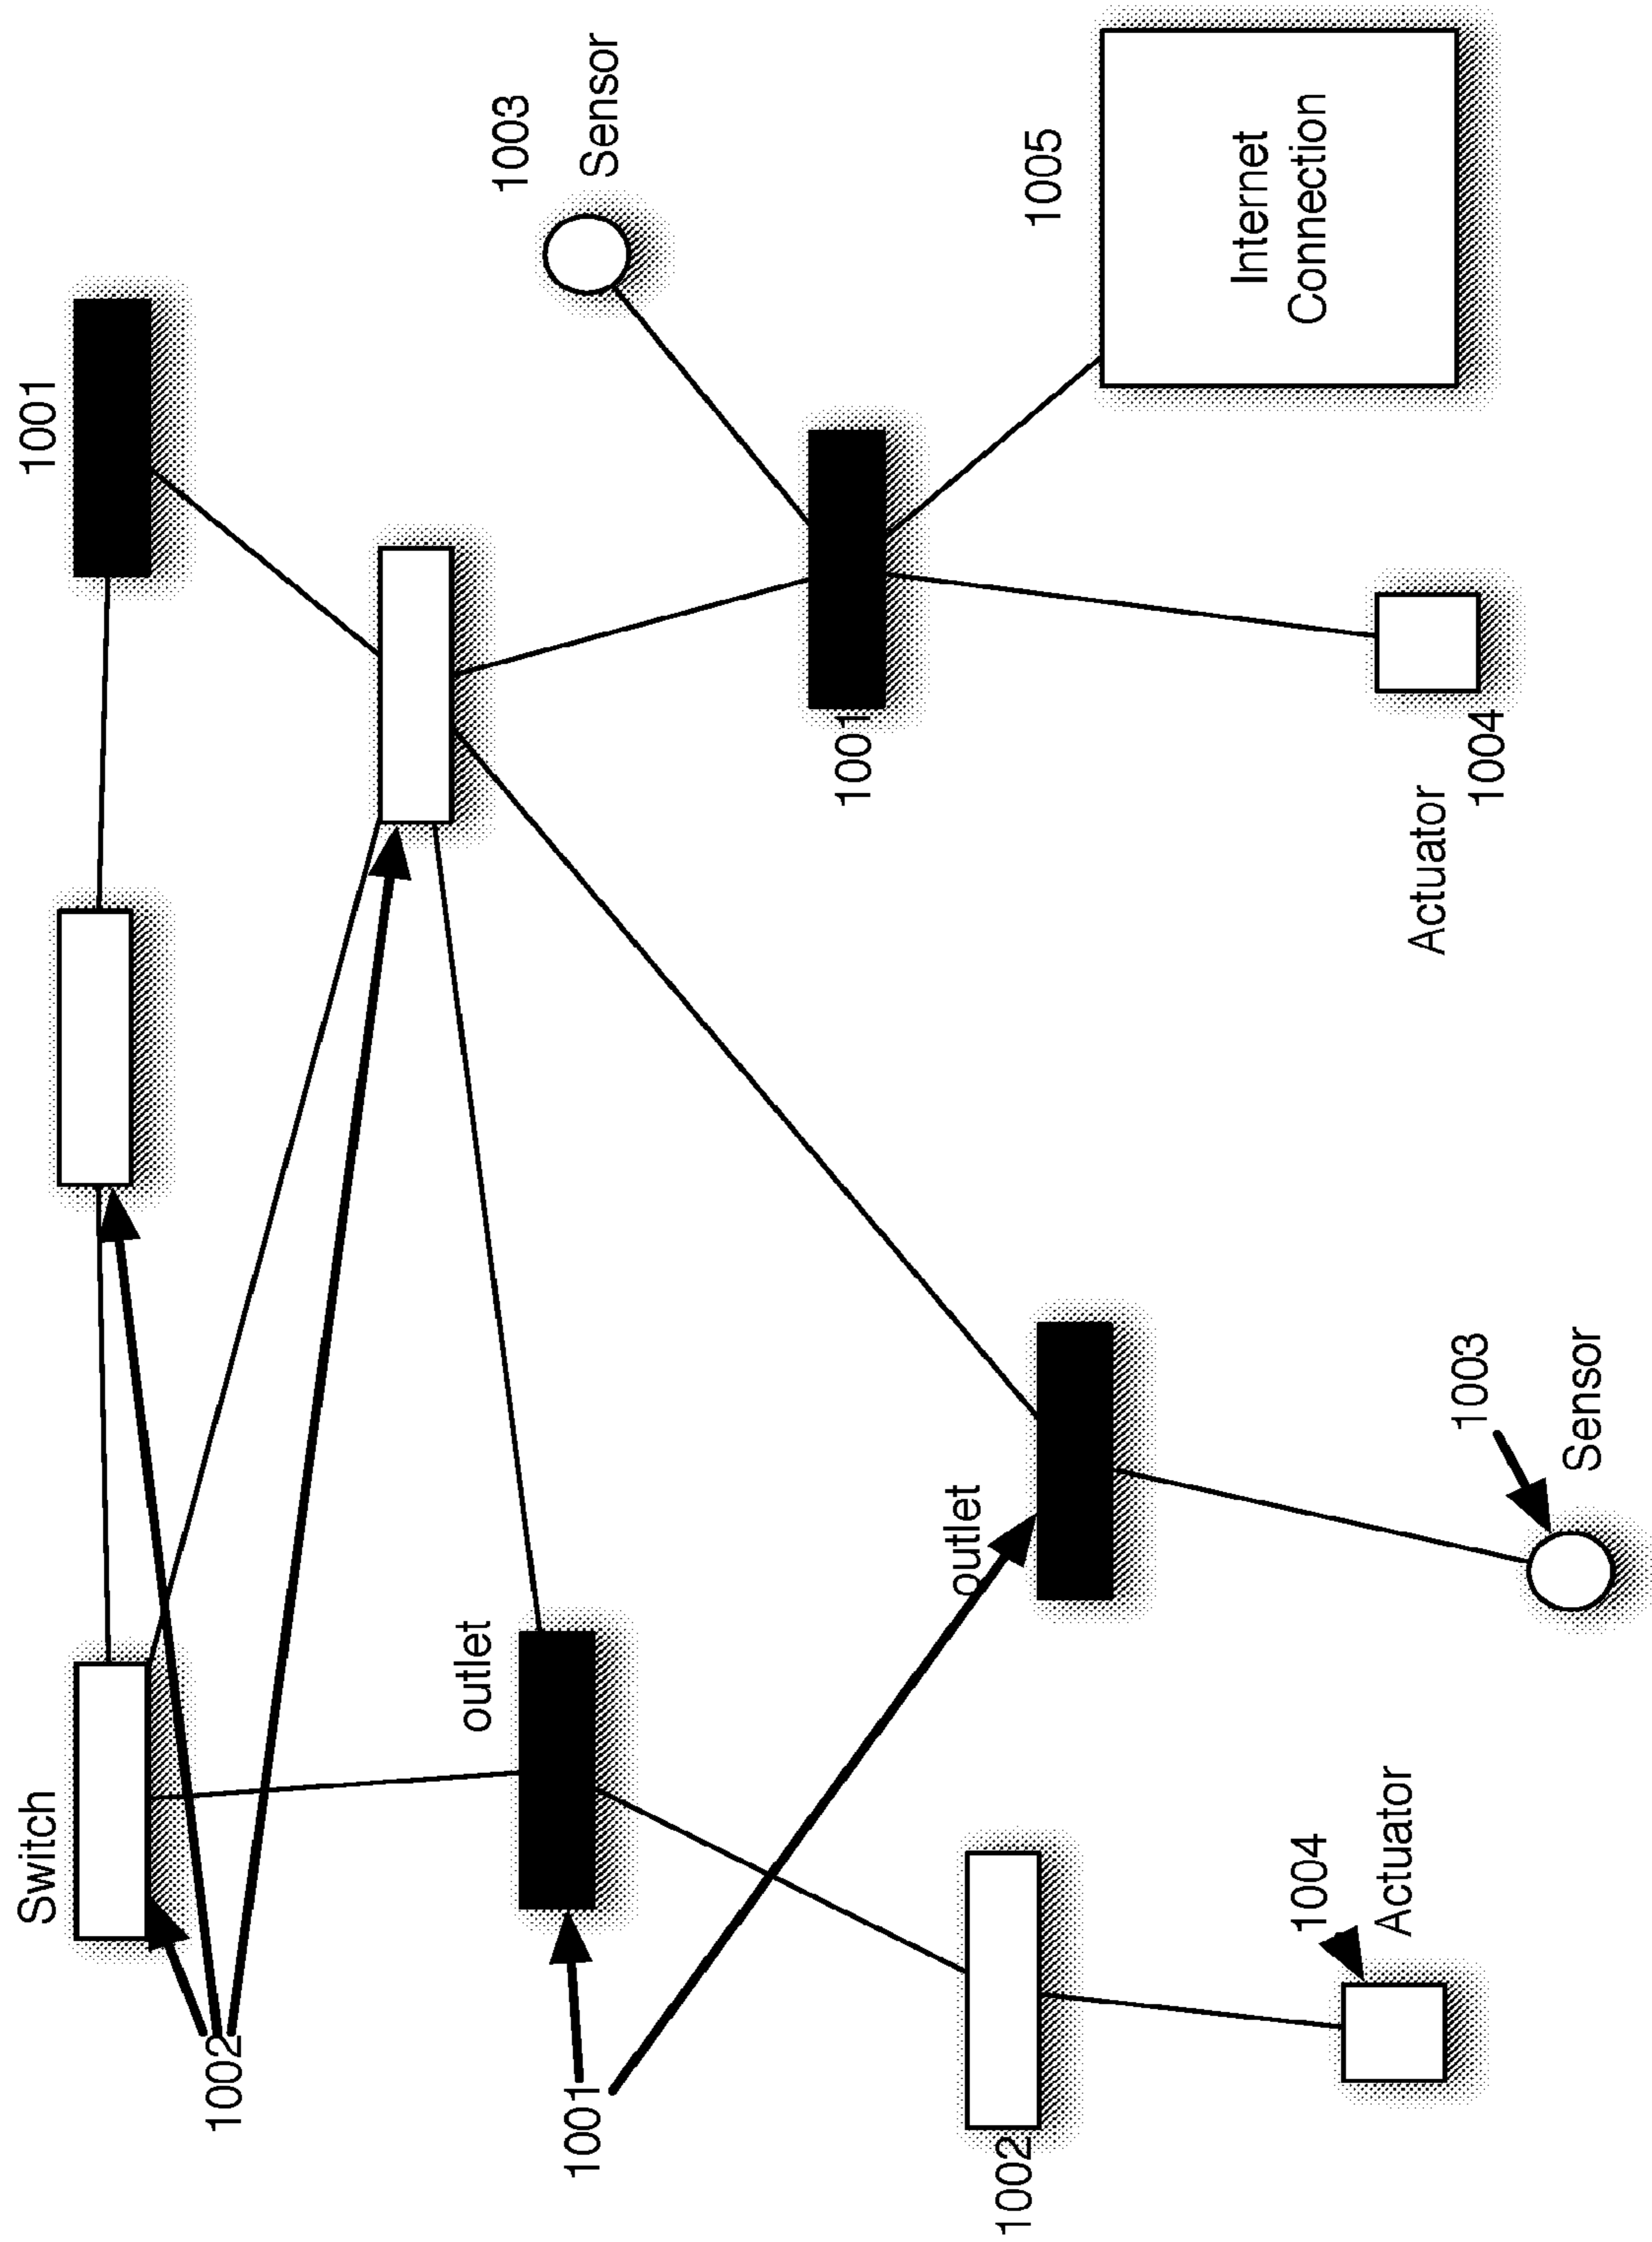 Switch
1001
1002
outlet
1003
Sensor
1001
1001
outlet
1002
1005
Internet
Connection
1004
Actuator
Actuator
1004
1003
Sensor